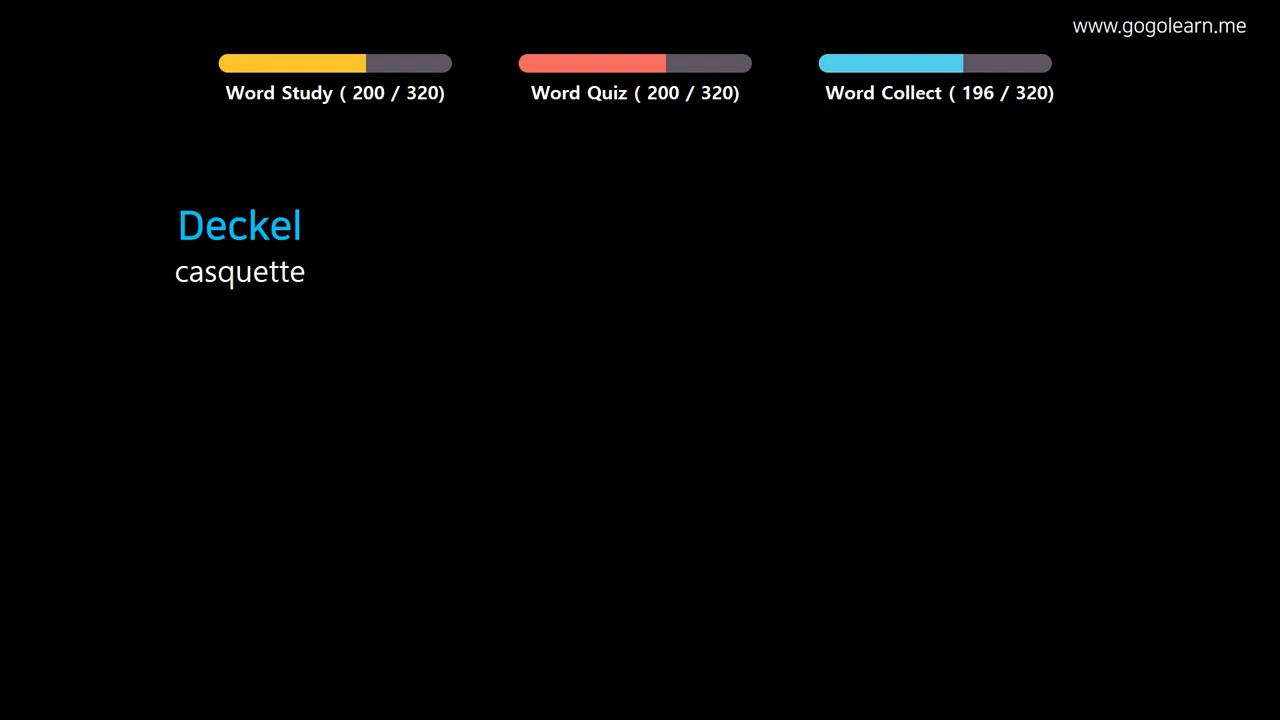 www.gogolearn.me
Word Study ( 200 / 320)
Word Quiz ( 200 / 320)
Word Collect ( 196 / 320)
Deckel
casquette